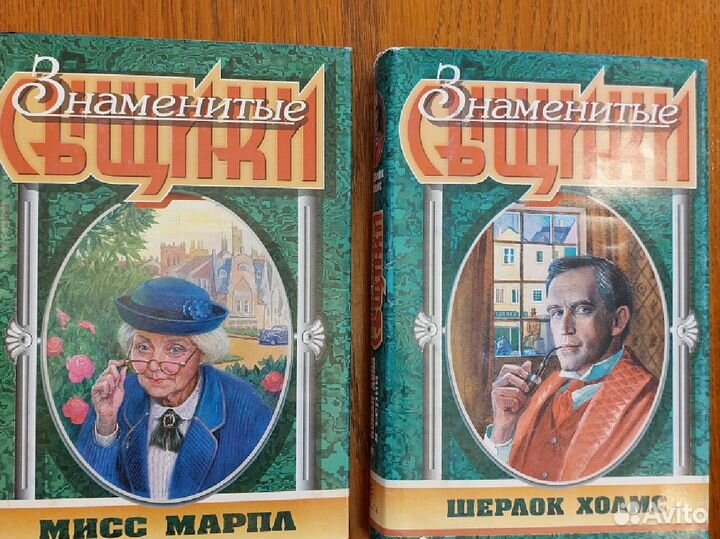 Знаменитые
СЫЩИКИ
МИСС МАРПЛ
Знаменитые
СЫЩИКИ
ШЕРЛОК ХОЛМС
Avito